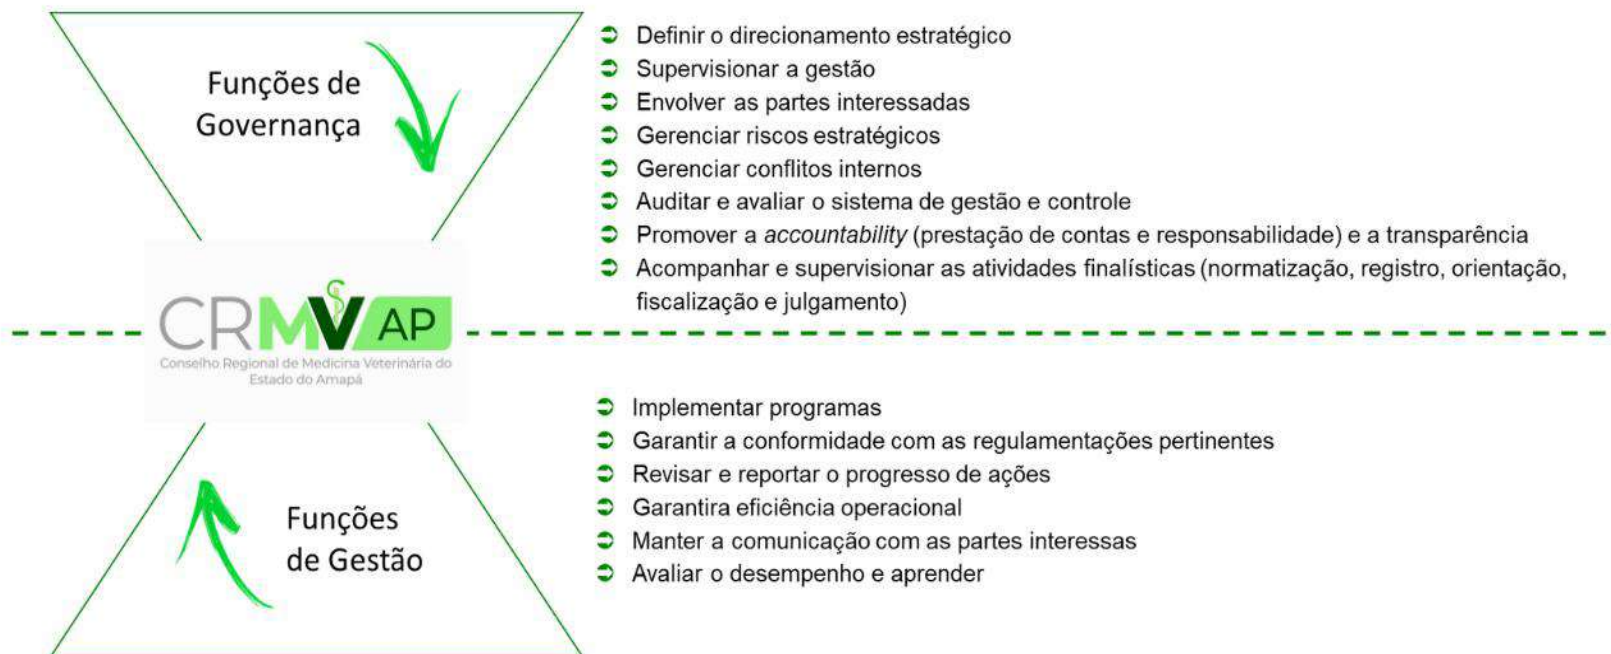 Funções de
Governança
Definir o direcionamento estratégico
Supervisionar a gestão
Envolver as partes interessadas
Gerenciar riscos estratégicos
Gerenciar conflitos internos
Auditar e avaliar o sistema de gestão e controle
Promover a accountability (prestação de contas e responsabilidade) e a transparência
Acompanhar e supervisionar as atividades finalísticas (normatização, registro, orientação,
fiscalização e julgamento)
CRMV AP
Conselho Regional de Medicina Veterinária do
Estado do Amapá
Funções
de Gestão
Implementar programas
Garantir a conformidade com as regulamentações pertinentes
Revisar e reportar o progresso de ações
Garantira eficiência operacional
Manter a comunicação com as partes interessas
Avaliar o desempenho e aprender